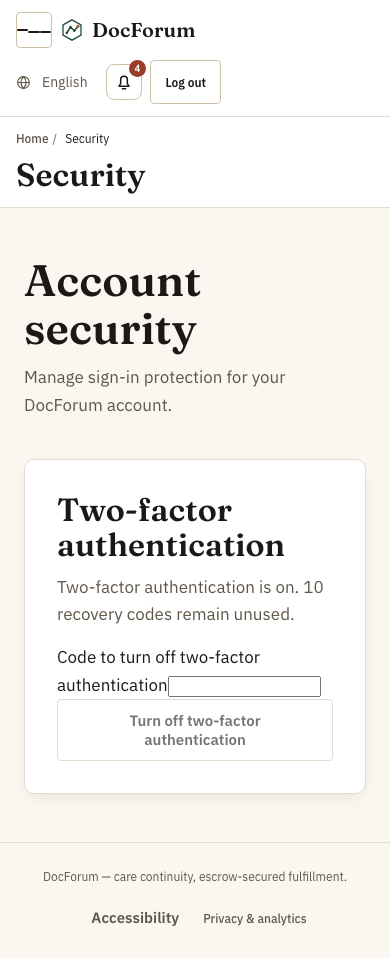 DocForum
English
4
Log out
Home / Security
Security
Account
security
Manage sign-in protection for your
DocForum account.
Two-factor
authentication
Two-factor authentication is on. 10
recovery codes remain unused.
Code to turn off two-factor
authentication
Turn off two-factor
authentication
DocForum — care continuity, escrow-secured fulfillment.
Accessibility Privacy & analytics